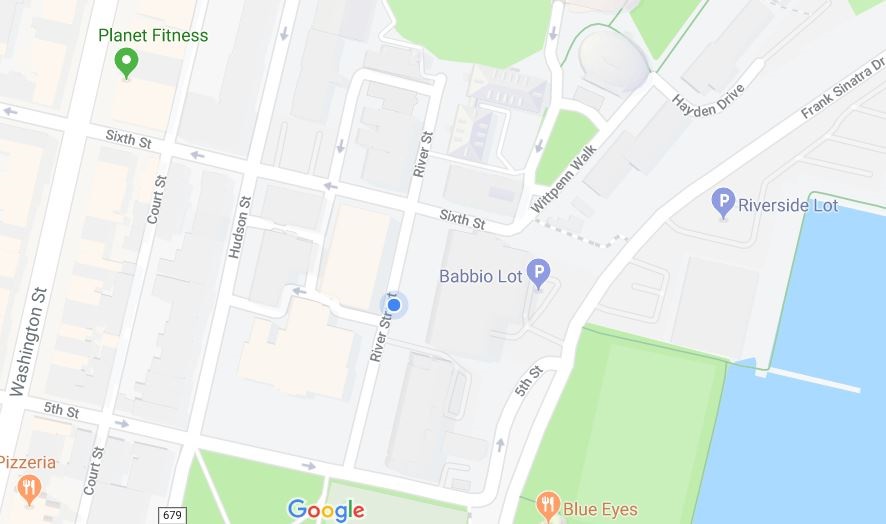 Planet Fitness
Hayden Drive
Frank Sinatra Dr
Sixth St
River St
Wittpenn Walk
Court St
Hudson St
Sixth St
Riverside Lot
P
Babbio Lot
P
Washington St
River Street
5th St
5th St
Court St
Pizzeria
679
Google
Blue Eyes